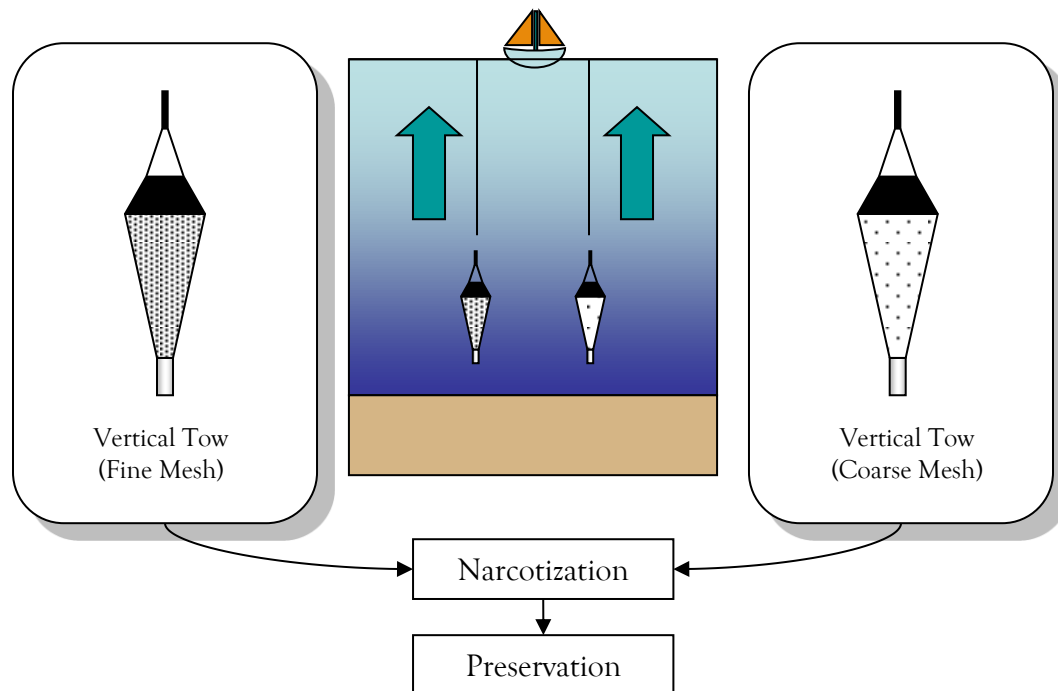 Vertical Tow
(Fine Mesh)
Vertical Tow
(Coarse Mesh)
Narcotization
Preservation